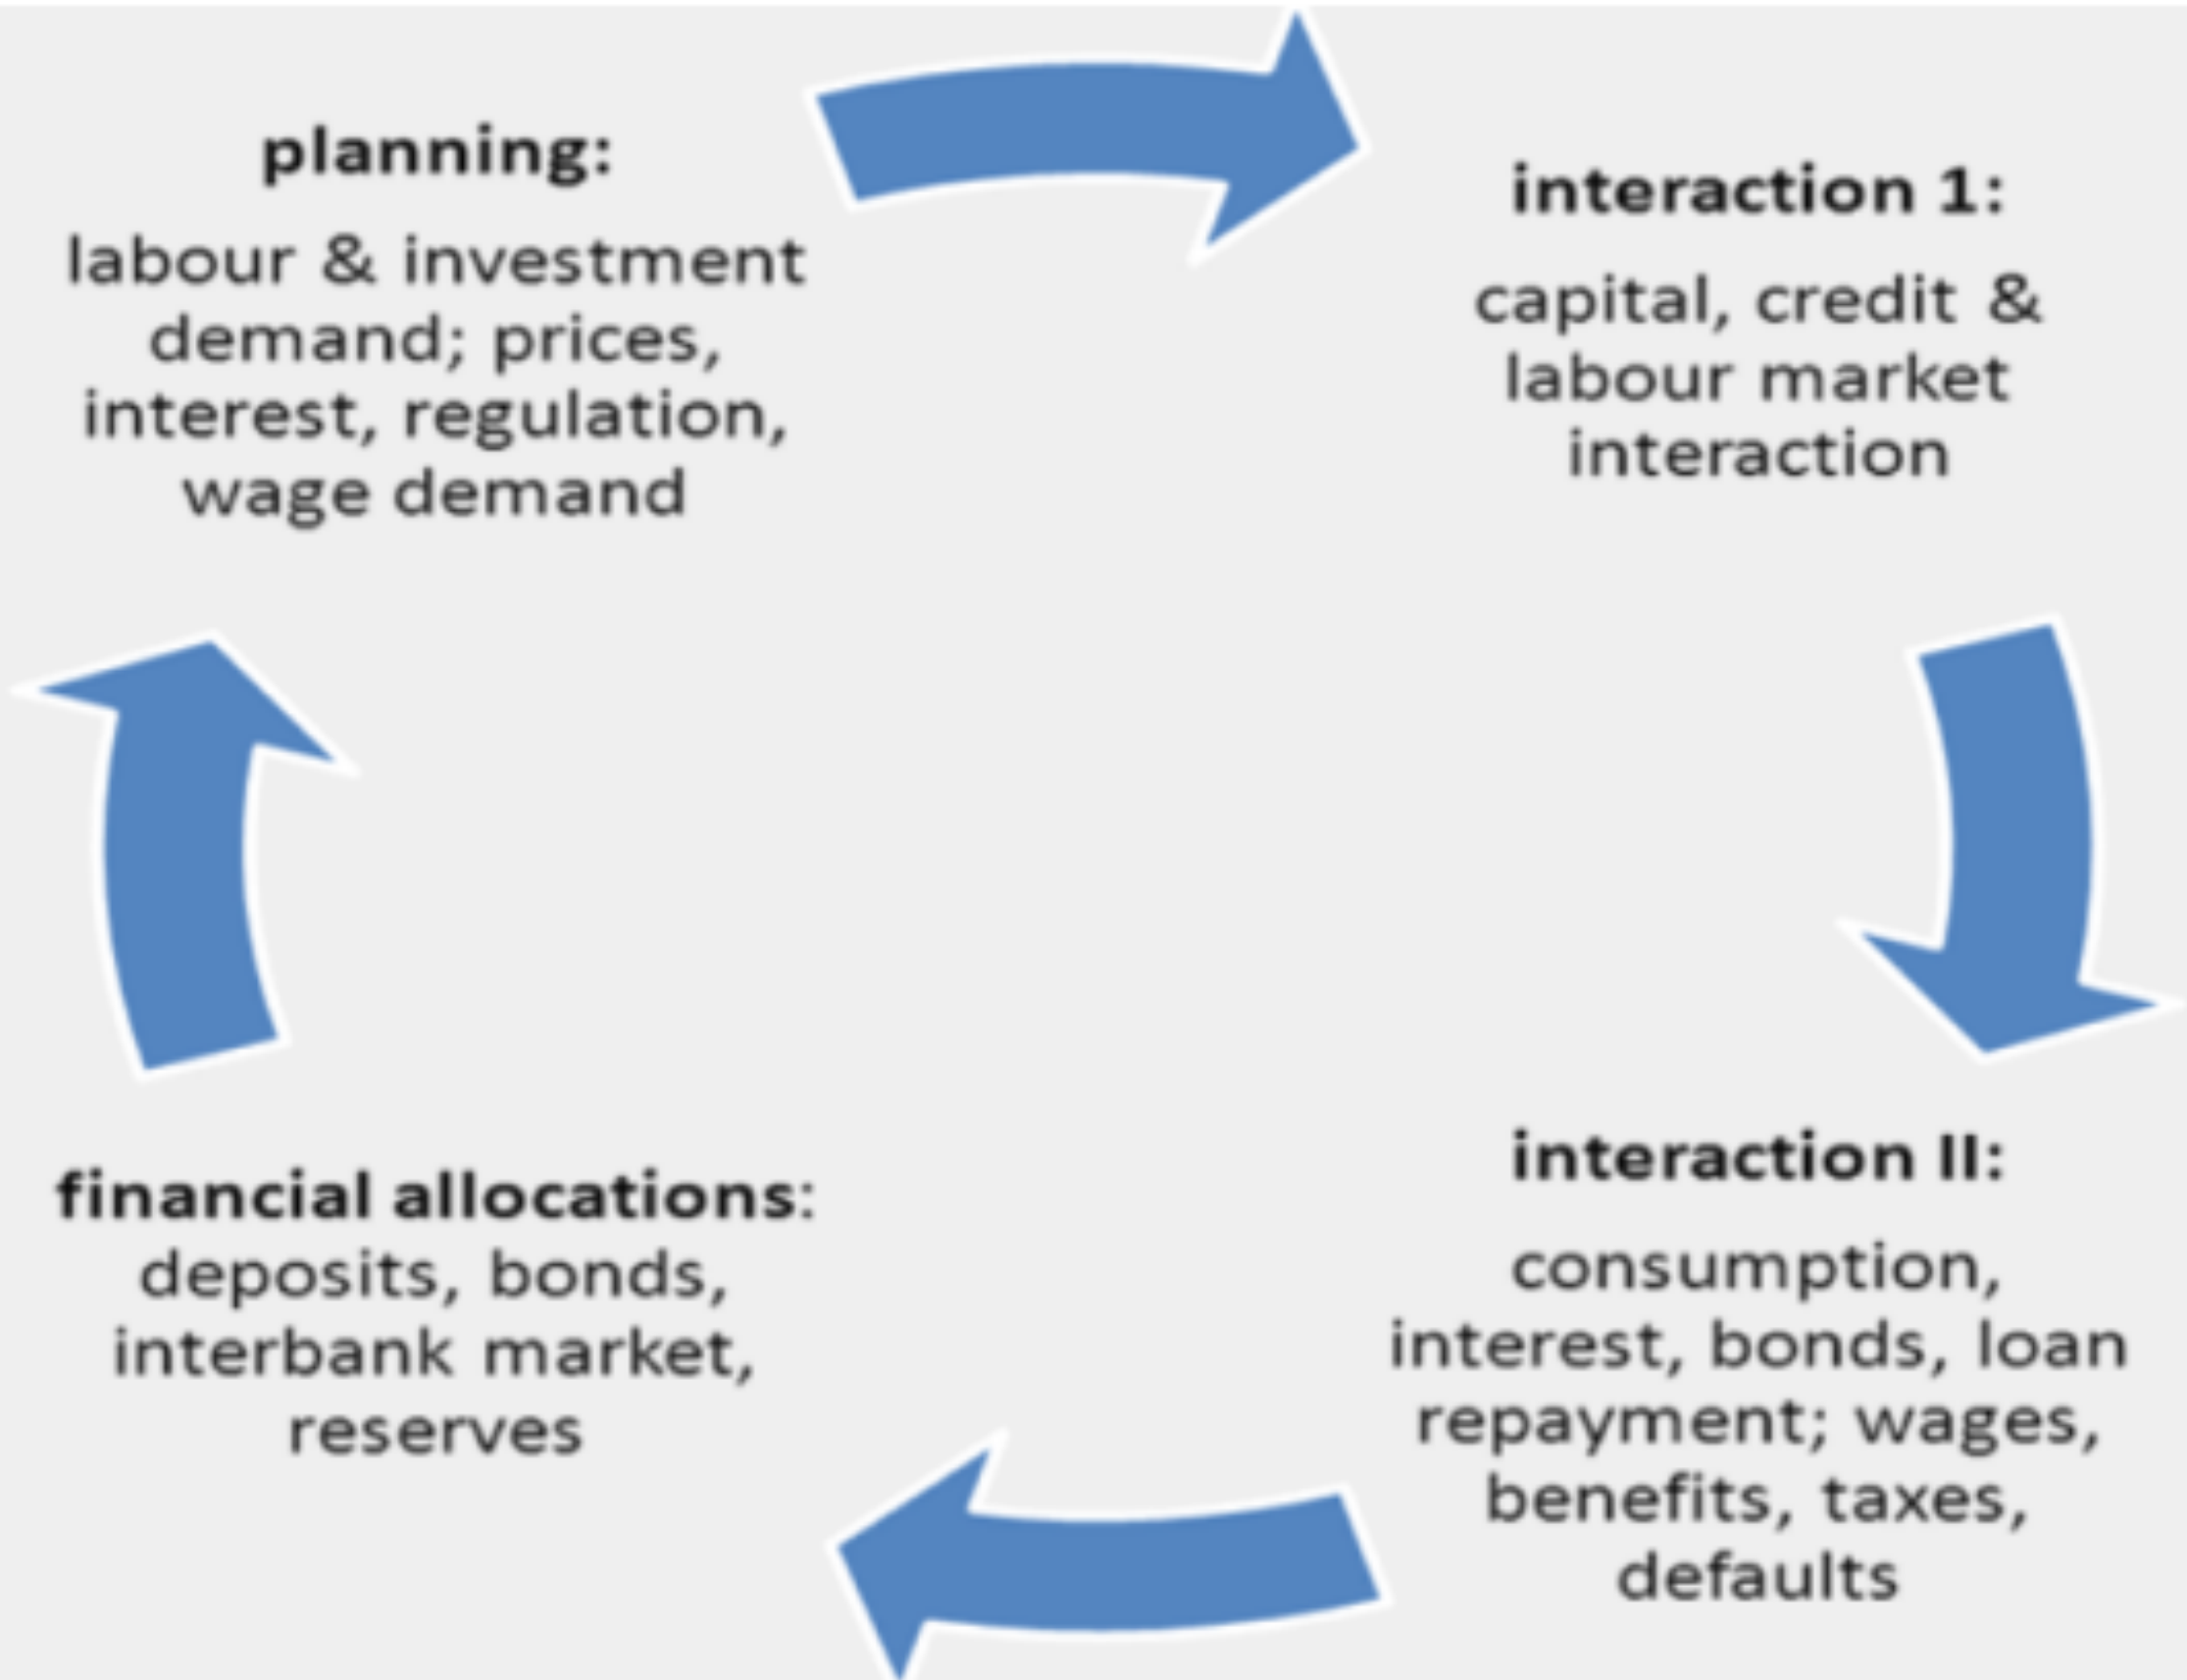 planning:
labour & investment
demand; prices,
interest, regulation,
wage demand
interaction 1:
capital, credit &
labour market
interaction
interaction II:
consumption,
interest, bonds, loan
repayment; wages,
benefits, taxes,
defaults
financial allocations:
deposits, bonds,
interbank market,
reserves